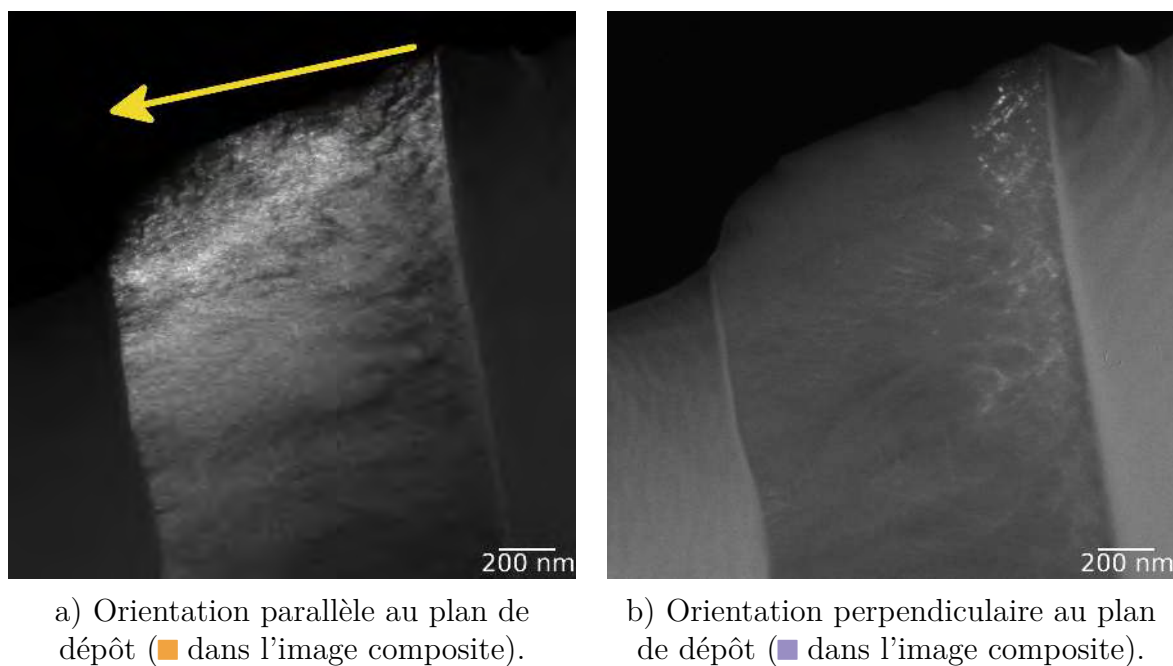 200 nm
200 nm
a) Orientation parallèle au plan de
dépôt (■ dans l'image composite).
b) Orientation perpendiculaire au plan
de dépôt (■ dans l'image composite).